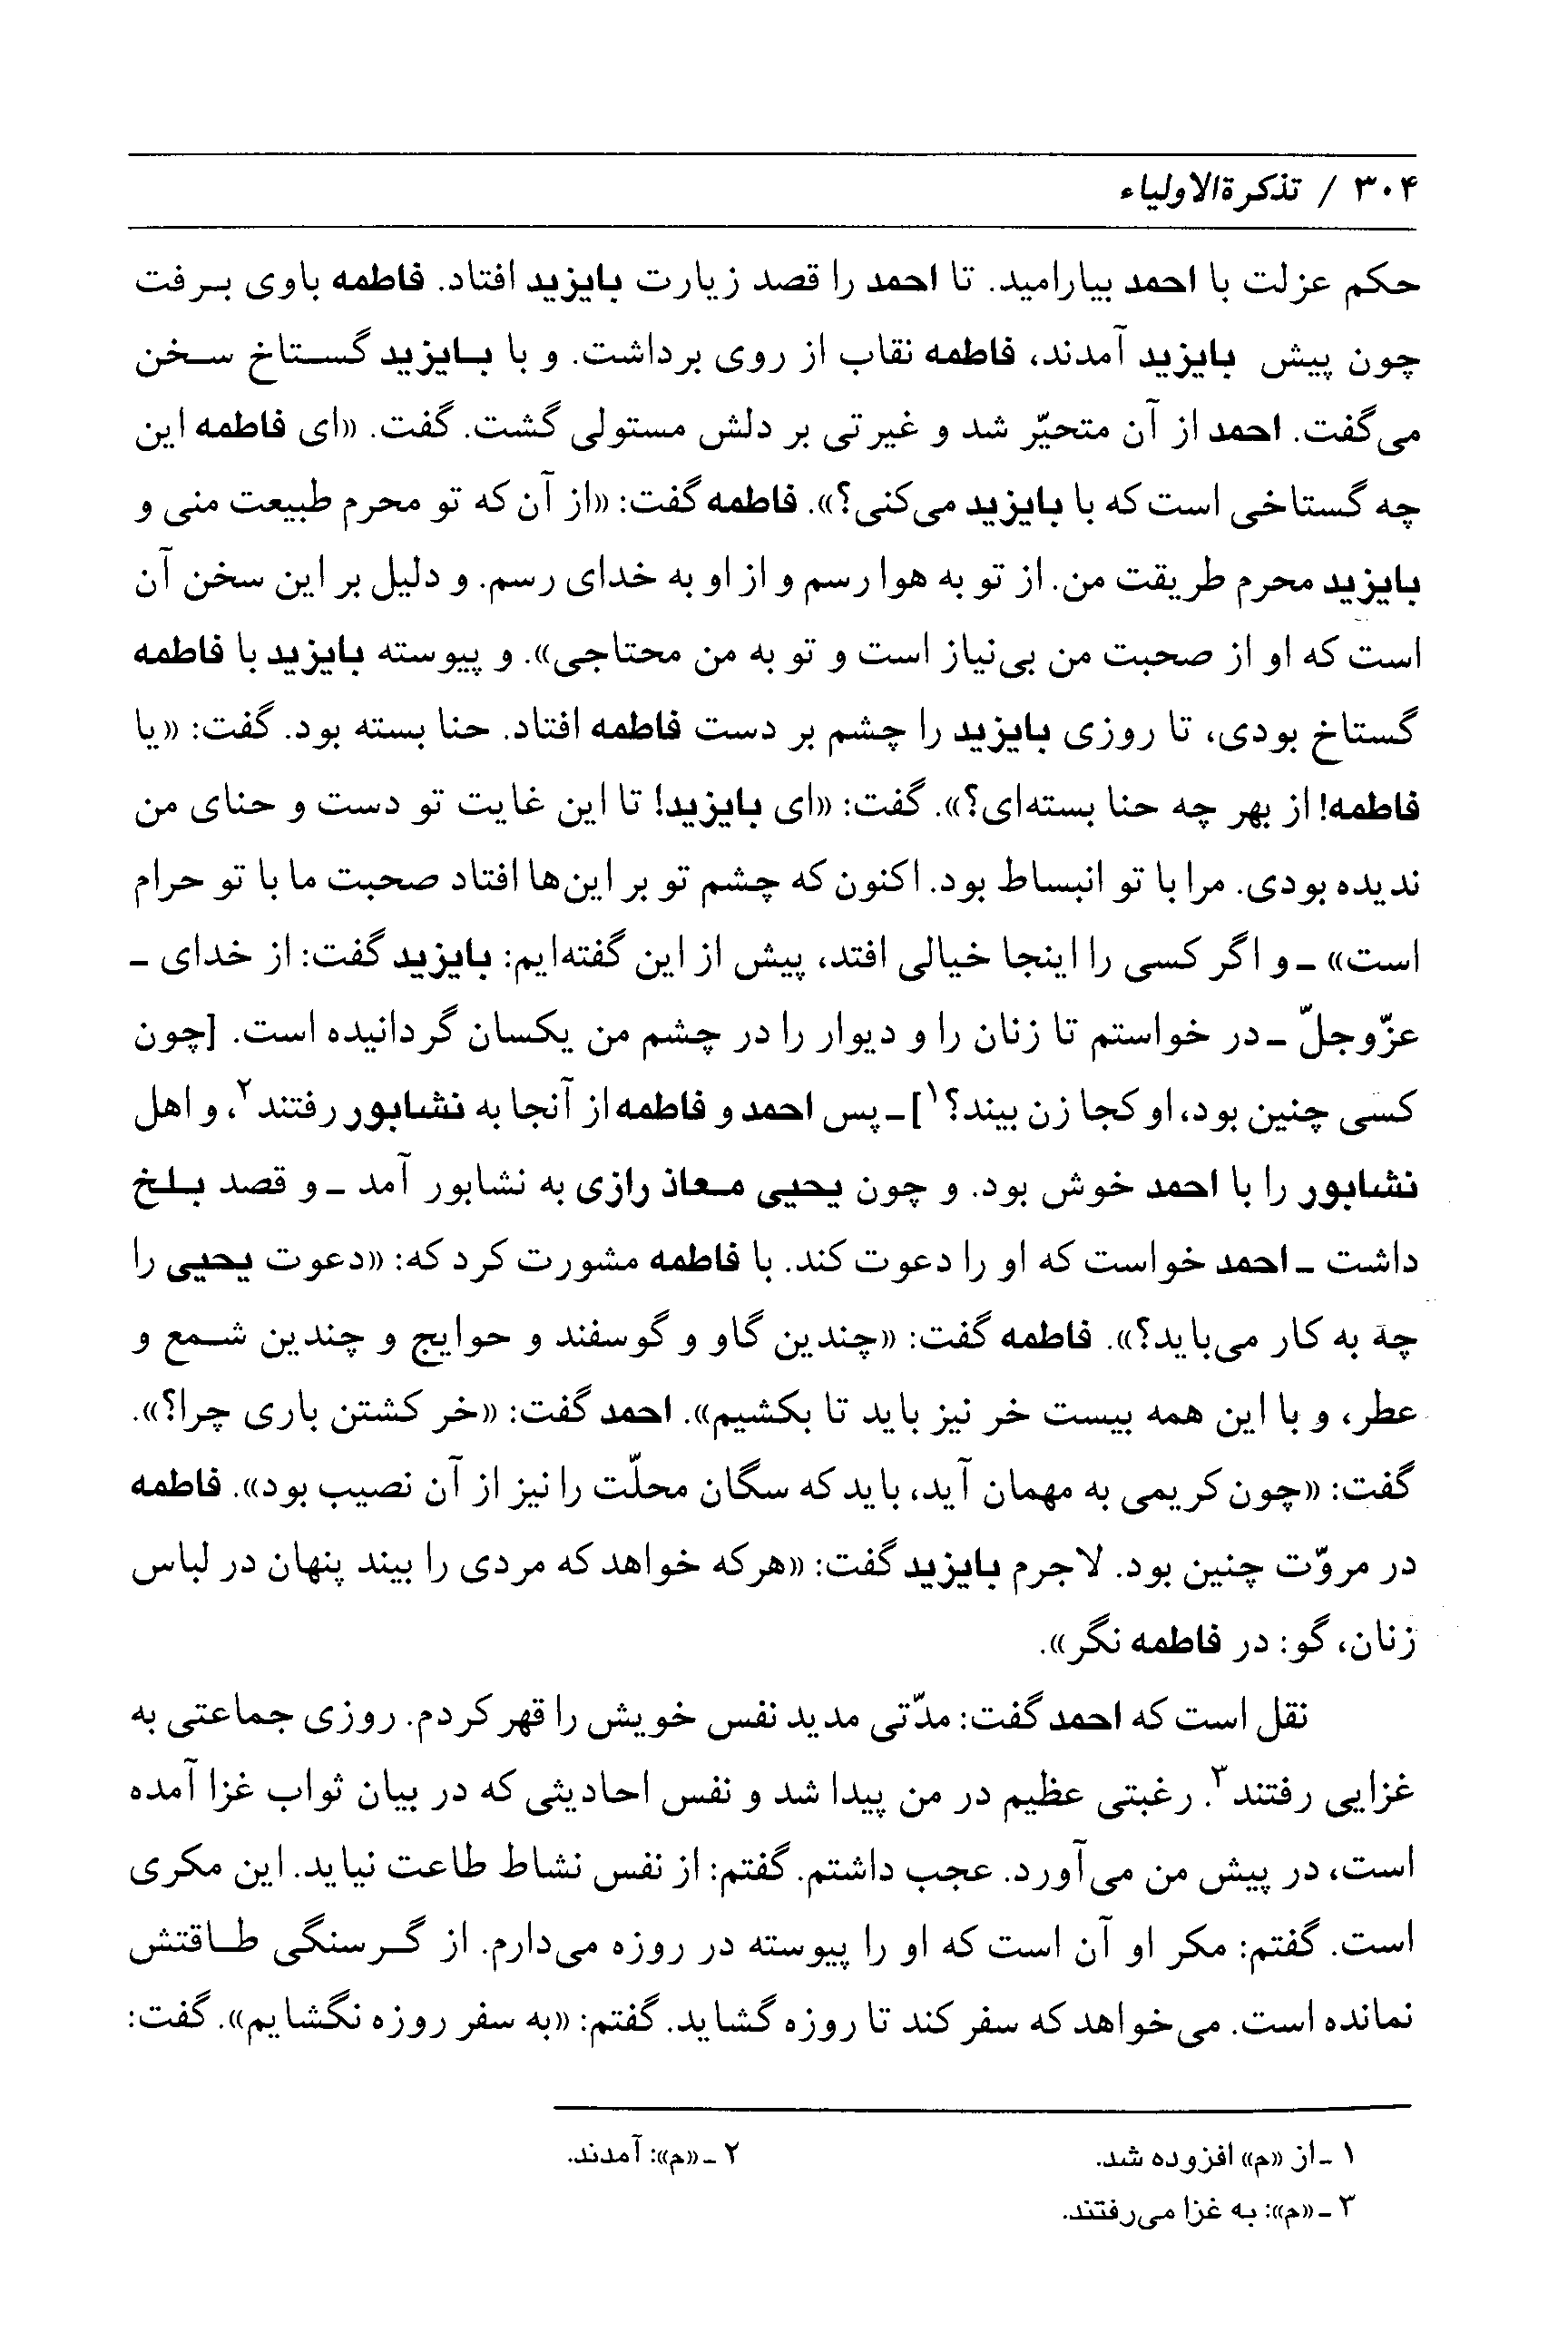 ۳۰۴ / تذکرةالاولیاء
حکم عزلت با احمد بیارامید. تا احمد را قصد زیارت بایزید افتاد. فاطمه باوی بـرفت
چون پیش بایزید آمدند، فاطمه نقاب از روی برداشت. و با بـایزید گسـتاخ سـخن
می‌گفت. احمد از آن متحیّر شد و غیرتی بر دلش مستولی گشت. گفت. «ای فاطمه این
چه گستاخی است که با بایزید می‌کنی؟». فاطمه گفت: «از آن که تو محرم طبیعت منی و
بایزید محرم طریقت من. از تو به هوا رسم و از او به خدای رسم. و دلیل بر این سخن آن
است که او از صحبت من بی‌نیاز است و تو به من محتاجی». و پیوسته بایزید با فاطمه
گستاخ بودی، تا روزی بایزید را چشم بر دست فاطمه افتاد. حنا بسته بود. گفت: «یا
فاطمه! از بهر چه حنا بسته‌ای؟». گفت: «ای بایزید! تا این غایت تو دست و حنای من
ندیده بودی. مرا با تو انبساط بود. اکنون که چشم تو بر این‌ها افتاد صحبت ما با تو حرام
است» ـ و اگر کسی را اینجا خیالی افتد، پیش از این گفته‌ایم: بایزید گفت: از خدای ـ
عزّوجلّ ـ در خواستم تا زنان را و دیوار را در چشم من یکسان گردانیده است. [چون
کسی چنین بود، او کجا زن بیند؟۱] ـ پس احمد و فاطمه از آنجا به نشابور رفتند۲، و اهل
نشابور را با احمد خوش بود. و چون یحیی مـعاذ رازی به نشابور آمد ـ و قصد بـلخ
داشت ـ احمد خواست که او را دعوت کند. با فاطمه مشورت کرد که: «دعوت یحیی را
چه به کار می‌باید؟». فاطمه گفت: «چندین گاو و گوسفند و حوایج و چندین شـمع و
عطر، و با این همه بیست خر نیز باید تا بکشیم». احمد گفت: «خر کشتن باری چرا؟».
گفت: «چون کریمی به مهمان آید، باید که سگان محلّت را نیز از آن نصیب بود». فاطمه
در مروّت چنین بود. لاجرم بایزید گفت: «هرکه خواهد که مردی را بیند پنهان در لباس
زنان، گو: در فاطمه نگر».
نقل است که احمد گفت: مدّتی مدید نفس خویش را قهر کردم. روزی جماعتی به
غزایی رفتند۳. رغبتی عظیم در من پیدا شد و نفس احادیثی که در بیان ثواب غزا آمده
است، در پیش من می‌آورد. عجب داشتم. گفتم: از نفس نشاط طاعت نیاید. این مکری
است. گفتم: مکر او آن است که او را پیوسته در روزه می‌دارم. از گـرسنگی طـاقتش
نمانده است. می‌خواهد که سفر کند تا روزه گشاید. گفتم: «به سفر روزه نگشایم». گفت:
۱ ـ از «م» افزوده شد.
۲ ـ «م»: آمدند.
۳ ـ «م»: به غزا می‌رفتند.